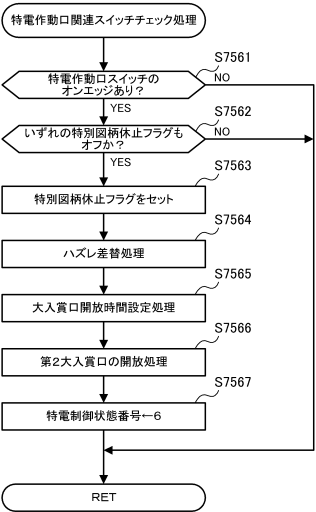 特電作動口関連スイッチチェック処理
S7561
特電作動口スイッチの
オンエッジあり？
NO
YES
S7562
いずれの特別図柄休止フラグも
オフか？
NO
YES
S7563
特別図柄休止フラグをセット
S7564
ハズレ差替処理
S7565
大入賞口開放時間設定処理
S7566
第2大入賞口の開放処理
S7567
特電制御状態番号←6
RET